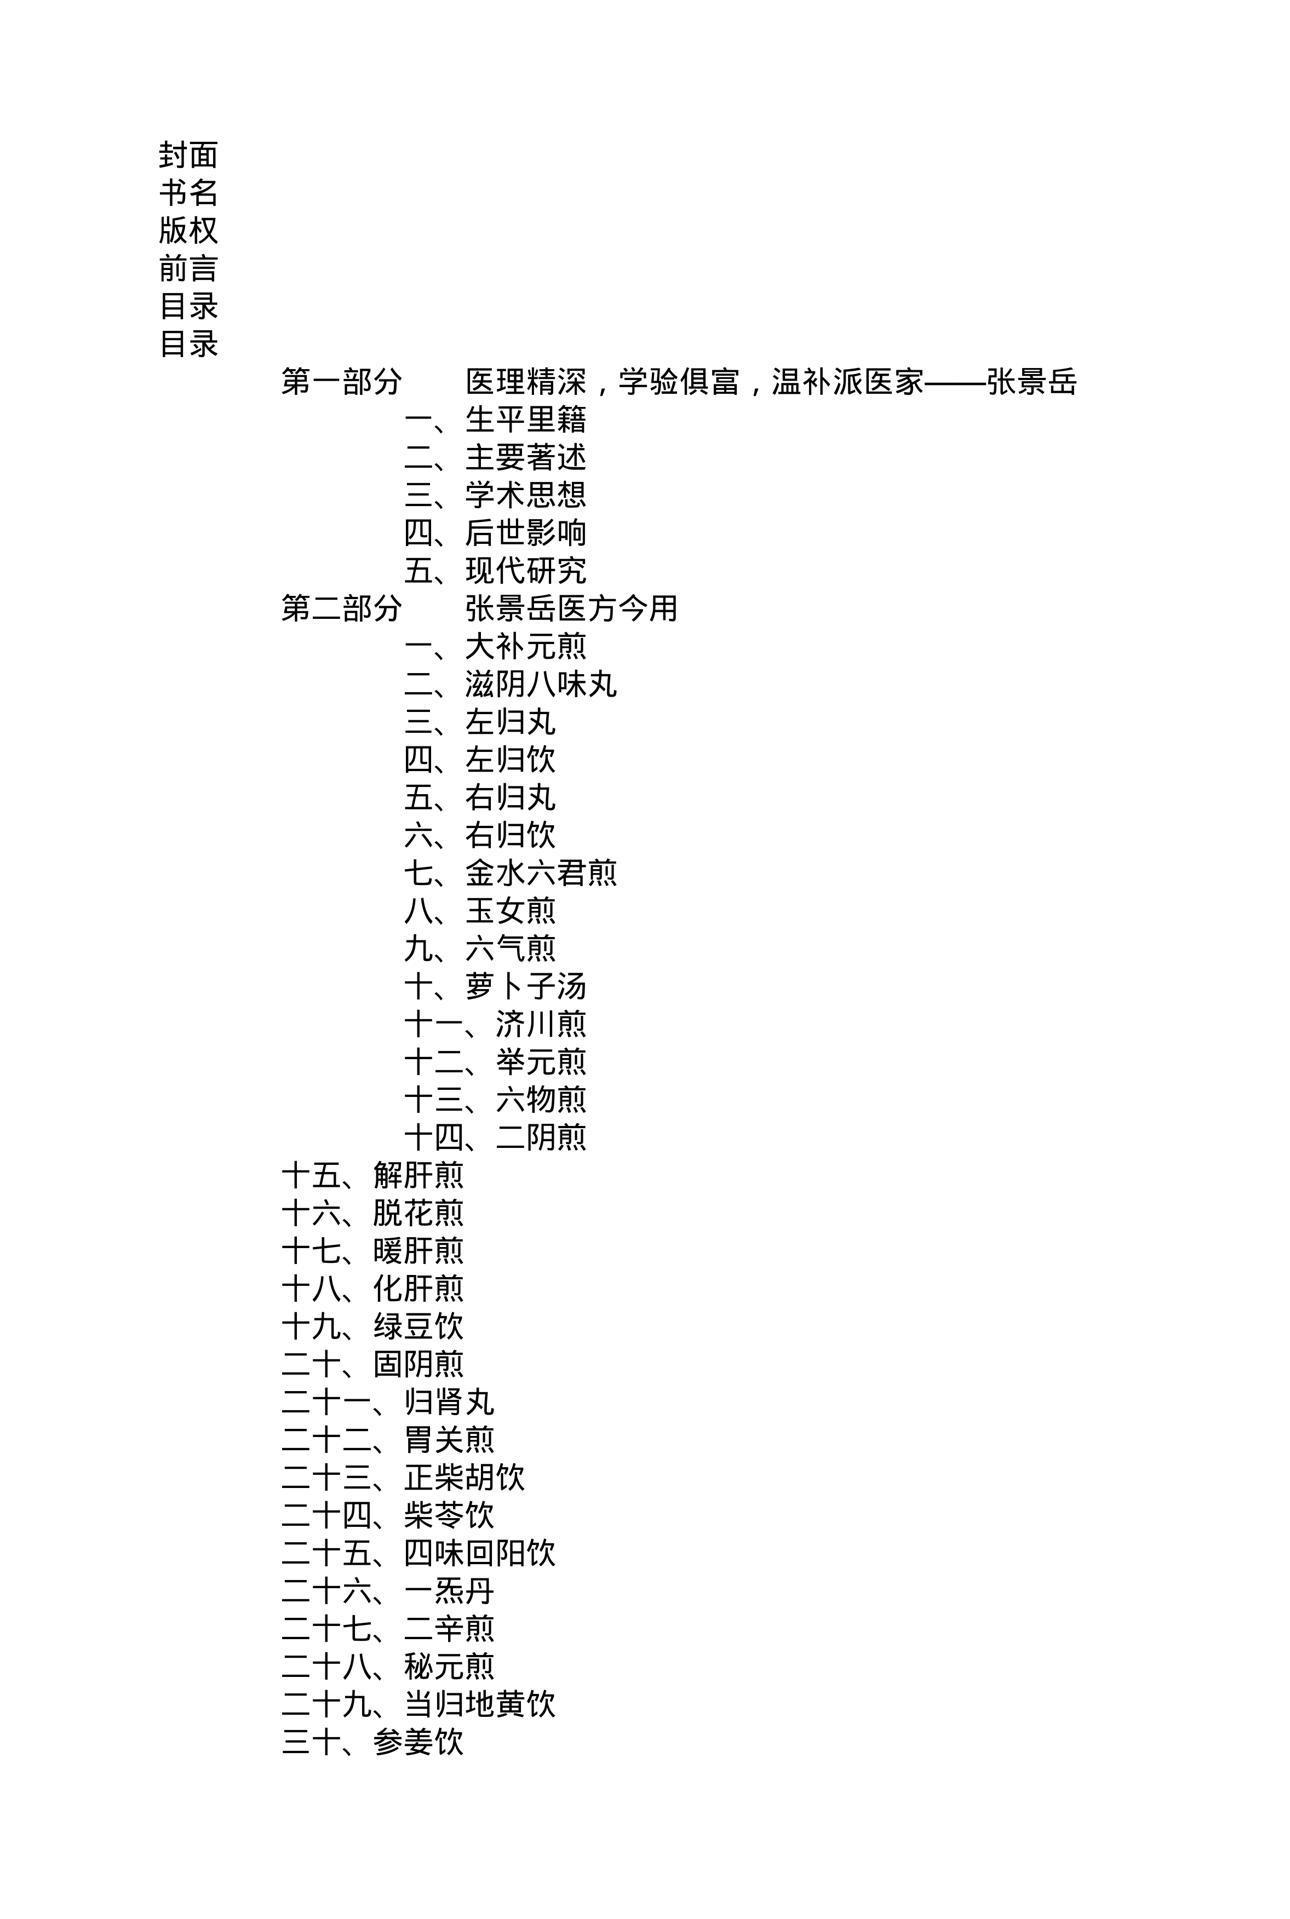 封面
书名
版权
前言
目录
目录
第一部分　　医理精深，学验俱富，温补派医家——张景岳
一、生平里籍
二、主要著述
三、学术思想
四、后世影响
五、现代研究
第二部分　　张景岳医方今用
一、大补元煎
二、滋阴八味丸
三、左归丸
四、左归饮
五、右归丸
六、右归饮
七、金水六君煎
八、玉女煎
九、六气煎
十、萝卜子汤
十一、济川煎
十二、举元煎
十三、六物煎
十四、二阴煎
十五、解肝煎
十六、脱花煎
十七、暖肝煎
十八、化肝煎
十九、绿豆饮
二十、固阴煎
二十一、归肾丸
二十二、胃关煎
二十三、正柴胡饮
二十四、柴苓饮
二十五、四味回阳饮
二十六、一炁丹
二十七、二辛煎
二十八、秘元煎
二十九、当归地黄饮
三十、参姜饮